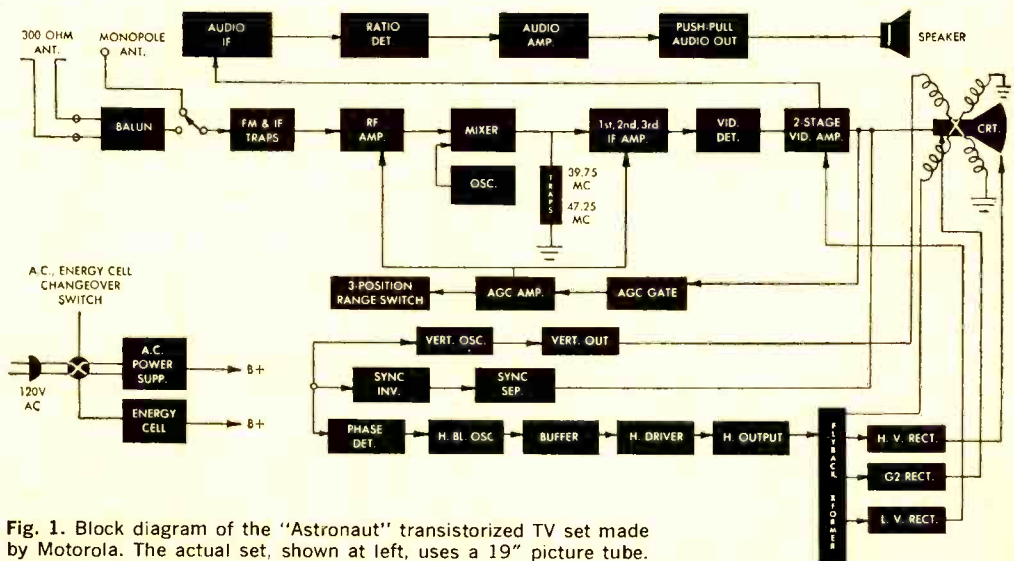 300 OHM
ANT.
MONOPOLE
ANT.
AUDIO
IF
RATIO
DET.
AUDIO
AMP.
PUSH-PULL
AUDIO OUT
SPEAKER
BALUN
FM & IF
TRAPS
RF
AMP.
MIXER
1st, 2nd, 3rd
IF AMP.
VID.
DET.
2-STAGE
VID. AMP.
CRT.
OSC.
TRAPS
39.75
MC
47.25
MC
A.C., ENERGY CELL
CHANGEOVER
SWITCH
3-POSITION
RANGE SWITCH
AGC AMP.
AGC GATE
VERT. OSC.
VERT. OUT
120V
AC
A.C.
POWER
SUPP.
B+
SYNC
INV.
SYNC
SEP.
ENERGY
CELL
B+
PHASE
DET.
H. BL. OSC
BUFFER
H. DRIVER
H. OUTPUT
FLYBACK XFORMER
H. V. RECT.
G2 RECT.
L. V. RECT.
Fig. 1. Block diagram of the "Astronaut" transistorized TV set made
by Motorola. The actual set, shown at left, uses a 19" picture tube.